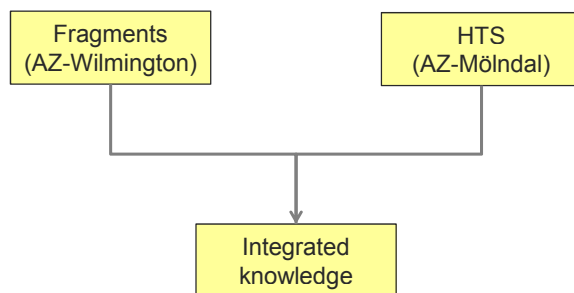 Fragments
(AZ-Wilmington)
HTS
(AZ-Mölndal)
Integrated
knowledge